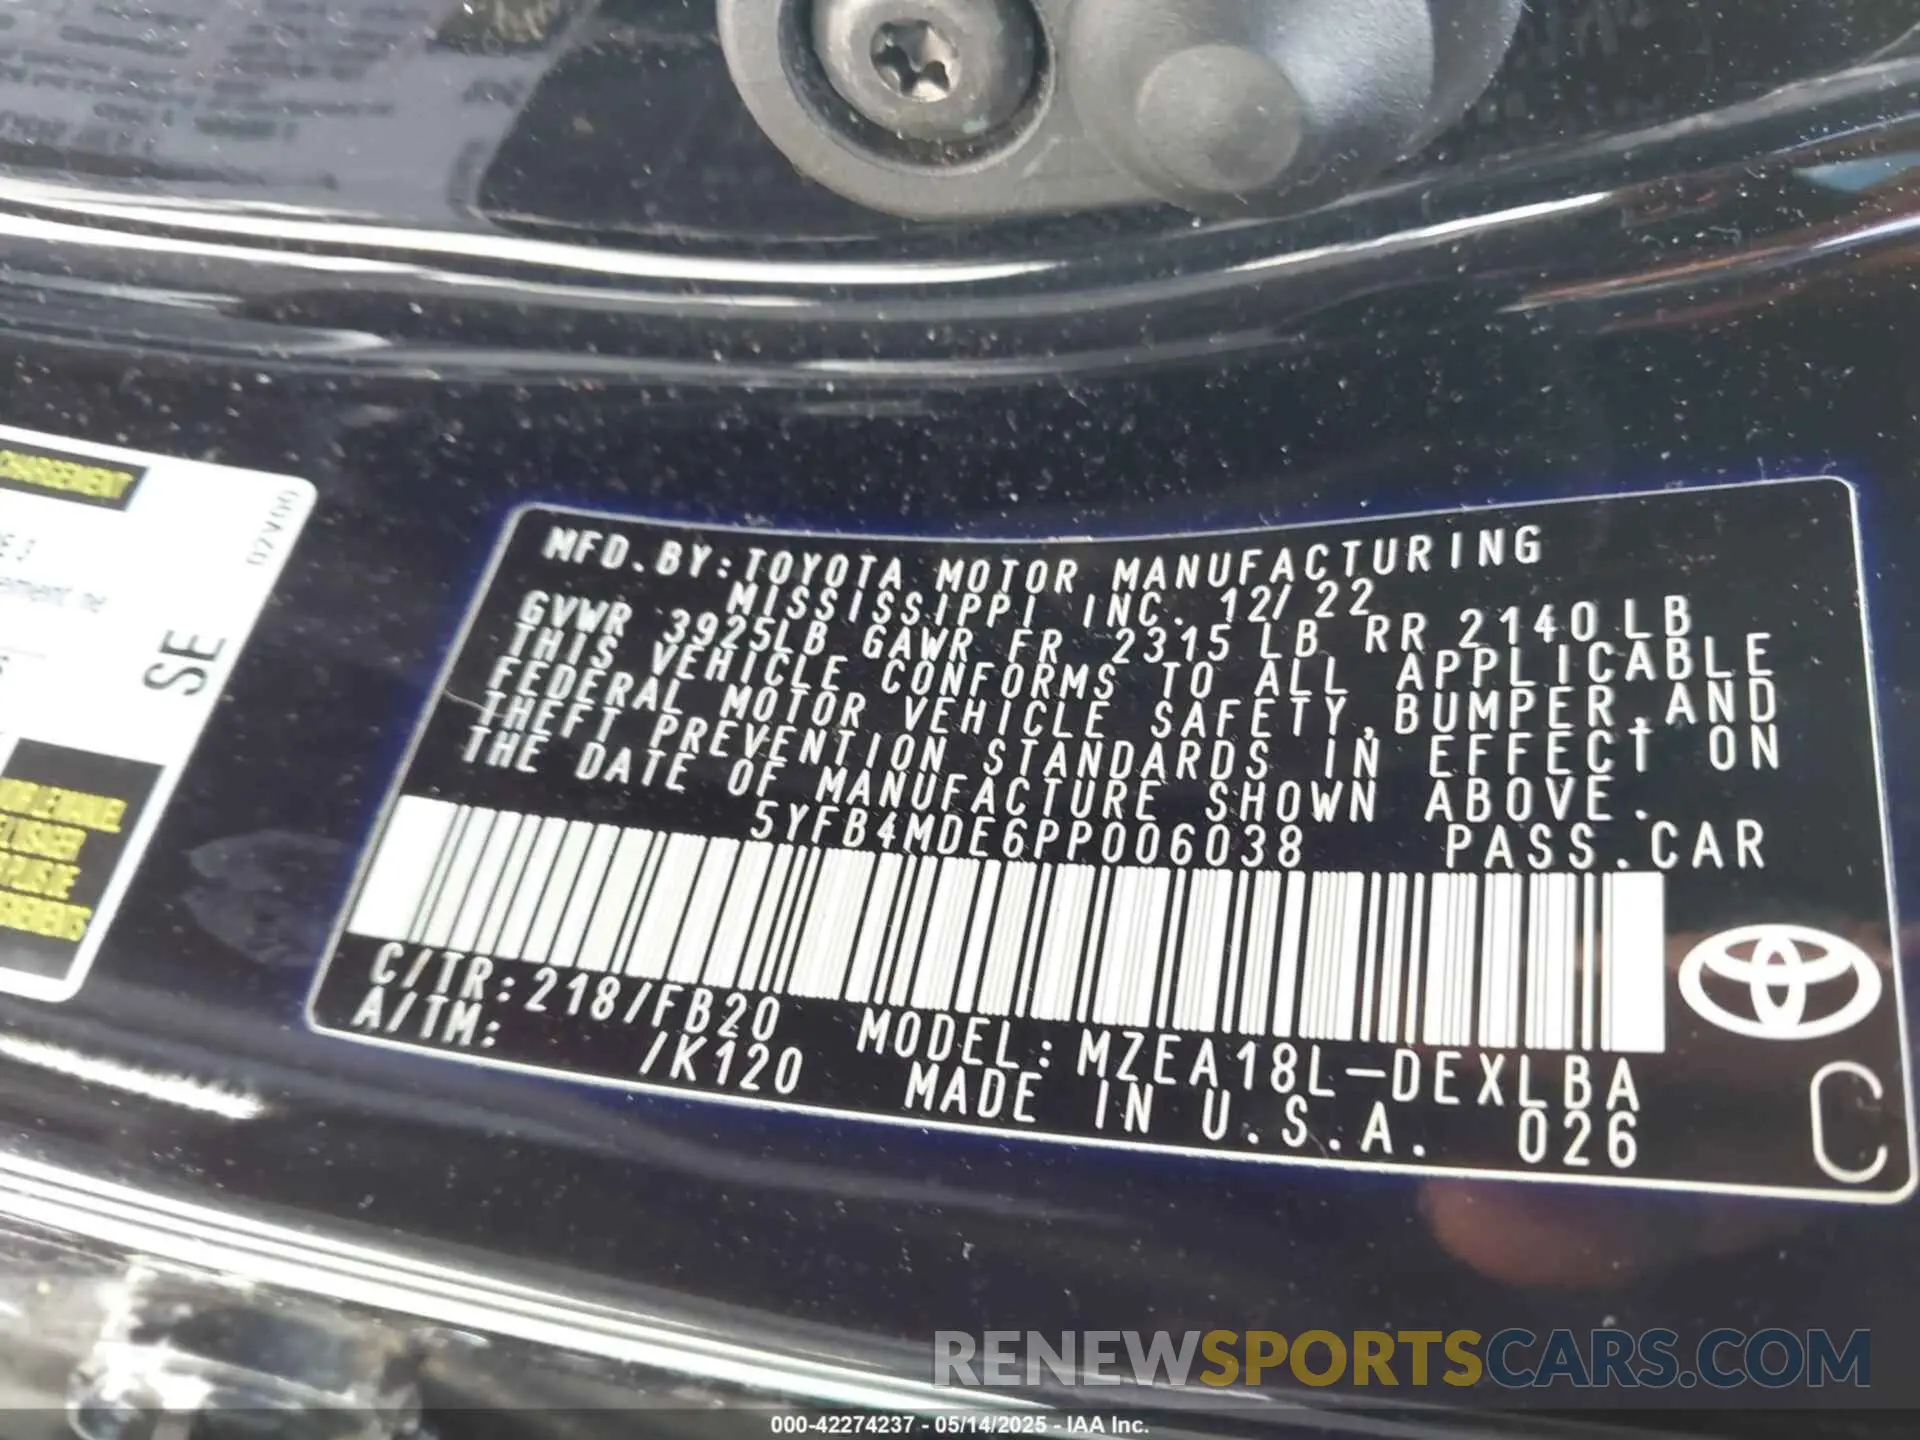 CHARGEMENT
02V00
SE
MFD.BY:TOYOTA MOTOR MANUFACTURING
MISSISSIPPI INC. 12/22
GVWR 3925LB GAWR FR 2315 LB RR 2140LB
THIS VEHICLE CONFORMS TO ALL APPLICABLE
FEDERAL MOTOR VEHICLE SAFETY,BUMPER,AND
THEFT PREVENTION STANDARDS IN EFFECT ON
THE DATE OF MANUFACTURE SHOWN ABOVE.
5YFB4MDE6PP006038 PASS.CAR
C/TR:218/FB20 MODEL:MZEA18L-DEXLBA
A/TM: /K120 MADE IN U.S.A. 026
C
RENEWSPORTSCARS.COM
000-42274237 - 05/14/2025 - IAA Inc.